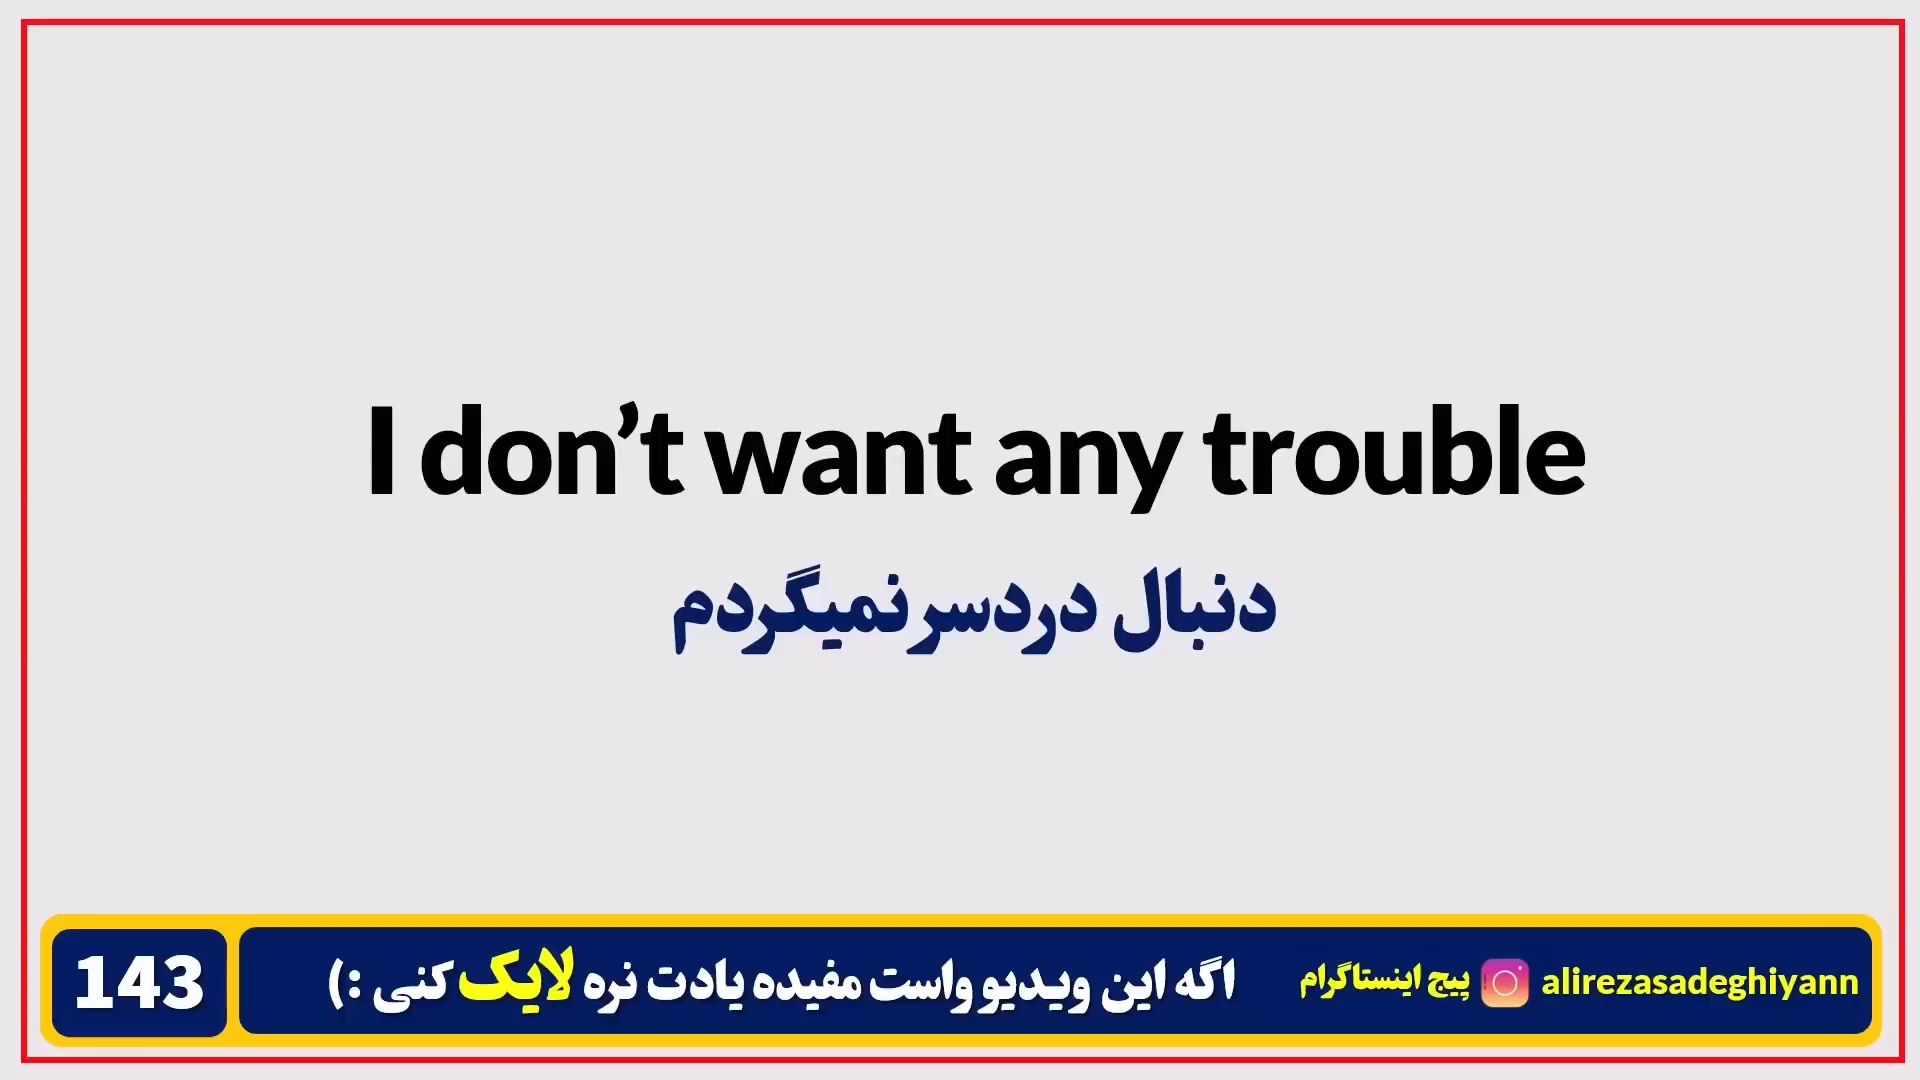 I don’t want any trouble
دنبال دردسر نمیگردم
143
اگه این ویدیو واست مفیده یادت نره لایک کنی :)
پیج اینستاگرام alirezasadeghiyann